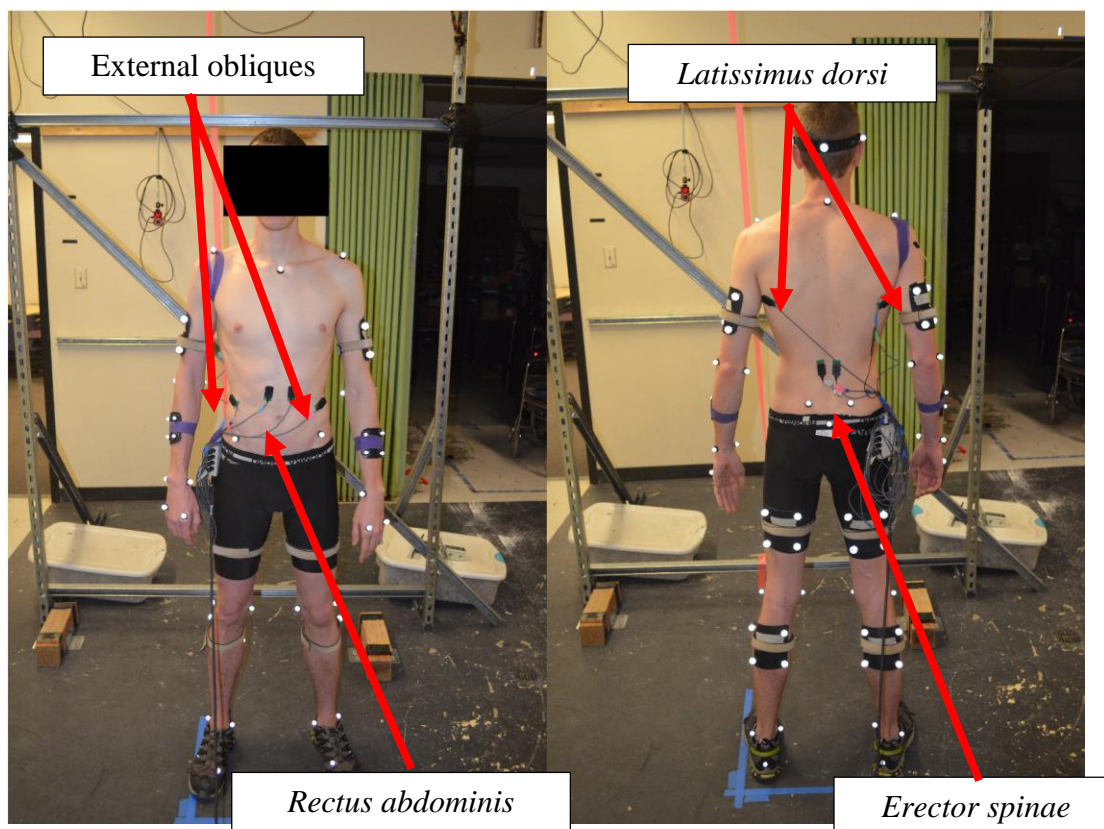 External obliques
Latissimus dorsi
Rectus abdominis
Erector spinae